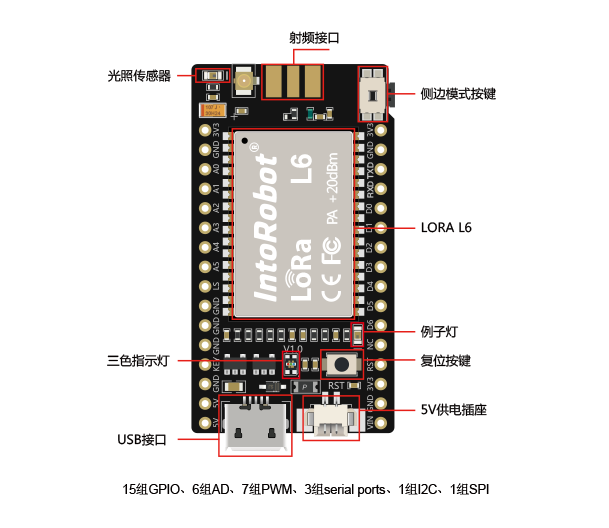 射频接口
光照传感器
侧边模式按键
3V3
GND
A0
A1
A2
A3
A4
A5
LS
GND
GND
GND
KEY
GND
5V
5V
IntoRobot®
L6
LoRa
PA +20dBm
CE FC
3V3
GND
TXD
RXD
D0
D1
D2
D3
D4
D5
D6
NC
RST
3V3
GND
VIN
LORA L6
例子灯
V1.0
三色指示灯
复位按键
RST
5V供电插座
USB接口
15组GPIO、6组AD、7组PWM、3组serial ports、1组I2C、1组SPI